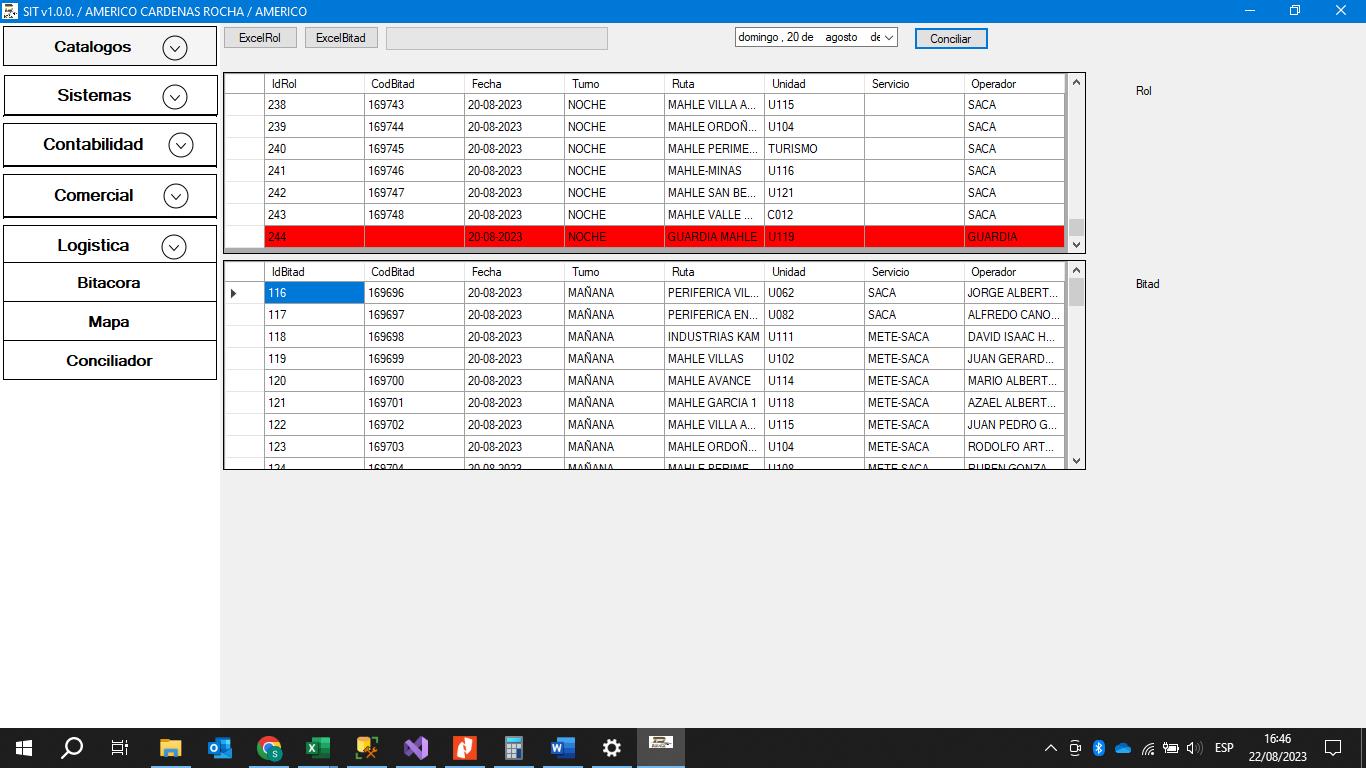 SIT v1.0.0. / AMERICO CARDENAS ROCHA / AMERICO
Catalogos
Sistemas
Contabilidad
Comercial
Logistica
Bitacora
Mapa
Conciliador
ExcelRol ExcelBitad domingo , 20 de agosto de Conciliar
IdRol CodBitad Fecha Turno Ruta Unidad Servicio Operador
238 169743 20-08-2023 NOCHE MAHLE VILLA A... U115 SACA
239 169744 20-08-2023 NOCHE MAHLE ORDOÑ... U104 SACA
240 169745 20-08-2023 NOCHE MAHLE PERIME... TURISMO SACA
241 169746 20-08-2023 NOCHE MAHLE-MINAS U116 SACA
242 169747 20-08-2023 NOCHE MAHLE SAN BE... U121 SACA
243 169748 20-08-2023 NOCHE MAHLE VALLE ... C012 SACA
244 20-08-2023 NOCHE GUARDIA MAHLE U119 GUARDIA
Rol
IdBitad CodBitad Fecha Turno Ruta Unidad Servicio Operador
116 169696 20-08-2023 MAÑANA PERIFERICA VIL... U062 SACA JORGE ALBERT...
117 169697 20-08-2023 MAÑANA PERIFERICA EN... U082 SACA ALFREDO CANO...
118 169698 20-08-2023 MAÑANA INDUSTRIAS KAM U111 METE-SACA DAVID ISAAC H...
119 169699 20-08-2023 MAÑANA MAHLE VILLAS U102 METE-SACA JUAN GERARD...
120 169700 20-08-2023 MAÑANA MAHLE AVANCE U114 METE-SACA MARIO ALBERT...
121 169701 20-08-2023 MAÑANA MAHLE GARCIA 1 U118 METE-SACA AZAEL ALBERT...
122 169702 20-08-2023 MAÑANA MAHLE VILLA A... U115 METE-SACA JUAN PEDRO G...
123 169703 20-08-2023 MAÑANA MAHLE ORDOÑ... U104 METE-SACA RODOLFO ART...
124 169704 20-08-2023 MAÑANA MAHLE PERIME... U108 METE-SACA RUBEN GONZA...
Bitad
ESP
16:46
22/08/2023